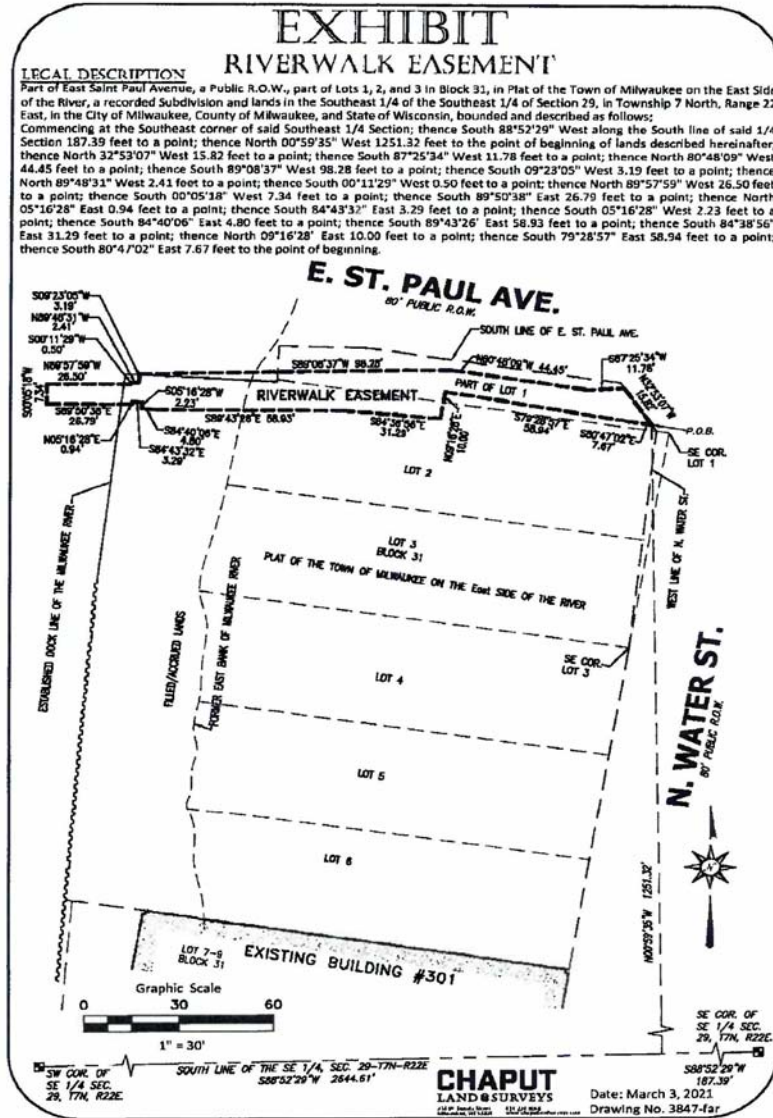 EXHIBIT
RIVERWALK EASEMENT
LEGAL DESCRIPTION
Part of East Saint Paul Avenue, a Public R.O.W., part of Lots 1, 2, and 3 in Block 31, in Plat of the Town of Milwaukee on the East Side
of the River, a recorded Subdivision and lands in the Southeast 1/4 of the Southeast 1/4 of Section 29, in Township 7 North, Range 22
East, in the City of Milwaukee, County of Milwaukee, and State of Wisconsin, bounded and described as follows;
Commencing at the Southeast corner of said Southeast 1/4 Section; thence South 88°52'29" West along the South line of said 1/4
Section 187.39 feet to a point; thence North 00°59'35" West 1251.32 feet to the point of beginning of lands described hereinafter;
thence North 32°53'07" West 15.82 feet to a point; thence South 87°25'34" West 11.78 feet to a point; thence North 80°48'09" West
44.45 feet to a point; thence South 89°08'37" West 98.28 feet to a point; thence South 09°23'05" West 3.19 feet to a point; thence
North 89°48'31" West 2.41 feet to a point; thence South 00°11'29" West 0.50 feet to a point; thence North 89°57'59" West 26.50 feet
to a point; thence South 00°05'18" West 7.34 feet to a point; thence South 89°50'38" East 26.79 feet to a point; thence North
05°16'28" East 0.94 feet to a point; thence South 84°43'32" East 3.29 feet to a point; thence South 05°16'28" West 2.23 feet to a
point; thence South 84°40'06" East 4.80 feet to a point; thence South 89°43'26' East 58.93 feet to a point; thence South 84°38'56"
East 31.29 feet to a point; thence North 09°16'28" East 10.00 feet to a point; thence South 79°28'57" East 58.94 feet to a point;
thence South 80°47'02" East 7.67 feet to the point of beginning.
E. ST. PAUL AVE.
80' PUBLIC R.O.W.
SOUTH LINE OF E. ST. PAUL AVE.
S09°23'05"W
3.19'
N89°48'31"W
2.41'
S00°11'29"W
0.50'
N89°57'59"W
26.50'
S00°05'18"W
7.34'
S89°50'38"E
26.79'
N05°16'28"E
0.94'
S84°43'32"E
3.29'
S84°40'06"E
4.80'
S05°16'28"W
2.23'
S89°08'37"W 98.28'
RIVERWALK EASEMENT
S89°43'26"E 58.93'
S84°38'56"E
31.29'
N09°16'28"E
10.00'
N80°48'09"W 44.45'
PART OF LOT 1
S87°25'34"W
11.78'
N32°53'07"W
15.82'
S79°28'57"E
58.94'
S80°47'02"E
7.67'
P.O.B.
SE COR.
LOT 1
LOT 2
LOT 3
BLOCK 31
PLAT OF THE TOWN OF MILWAUKEE ON THE East SIDE OF THE RIVER
SE COR.
LOT 3
LOT 4
LOT 5
LOT 6
ESTABLISHED DOCK LINE OF THE MILWAUKEE RIVER
FILLED/ACCRUED LANDS
FORMER EAST BANK OF MILWAUKEE RIVER
WEST LINE OF N. WATER ST.
N. WATER ST.
80' PUBLIC R.O.W.
N00°59'35"W 1251.32'
N
LOT 7-9
BLOCK 31
EXISTING BUILDING #301
Graphic Scale
0 30 60
1" = 30'
SW COR. OF
SE 1/4 SEC.
29, T7N, R22E.
SOUTH LINE OF THE SE 1/4, SEC. 29-T7N-R22E
S88°52'29"W 2644.61'
SE COR. OF
SE 1/4 SEC.
29, T7N, R22E.
S88°52'29"W
187.39'
CHAPUT
LAND SURVEYS
Date: March 3, 2021
Drawing No. 3847-far